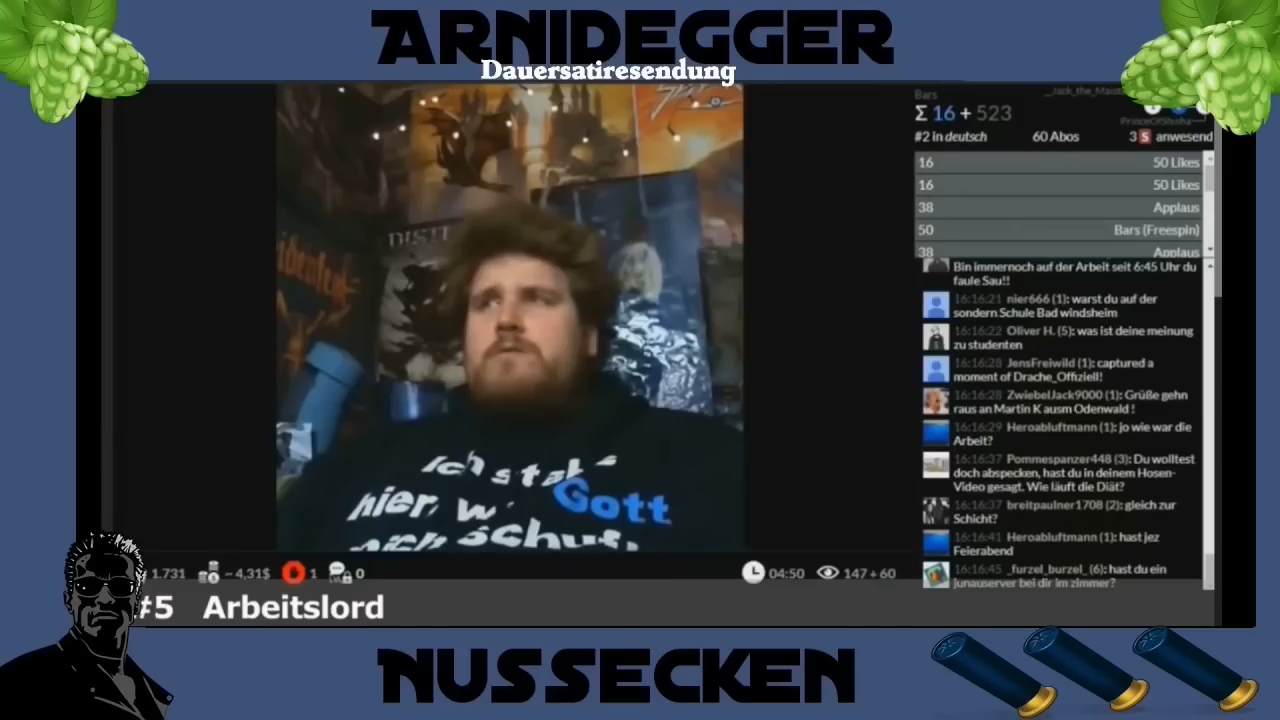 ARNIDEGGER
Dauersatiresendung
Bars
Σ 16 + 523
#2 in deutsch 60 Abos 3 S anwesend
16 50 Likes
16 50 Likes
38 Applaus
50 Bars (Freespin)
38 Applaus
Bin immernoch auf der Arbeit seit 6:45 Uhr du
faule Sau!!
16:16:21 nier666 (1): warst du auf der
sondern Schule Bad windsheim
16:16:22 Oliver H. (5): was ist deine meinung
zu studenten
16:16:28 JensFreiwild (1): captured a
moment of Drache_Offiziell!
16:16:28 ZwiebelJack9000 (1): Grüße gehn
raus an Martin K ausm Odenwald !
16:16:29 Heroabluftmann (1): jo wie war die
Arbeit?
16:16:37 Pommespanzer448 (3): Du wolltest
doch abspecken, hast du in deinem Hosen-
Video gesagt. Wie läuft die Diät?
16:16:37 breitpaulner1708 (2): gleich zur
Schicht?
16:16:41 Heroabluftmann (1): hast jez
Feierabend
16:16:45 _furzel_burzel_ (6): hast du ein
junauserver bei dir im zimmer?
Ich
hier,
Gott
1.731 – 4,31$ 1 0 04:50 147 + 60
#5 Arbeitslord
NUSSECKEN